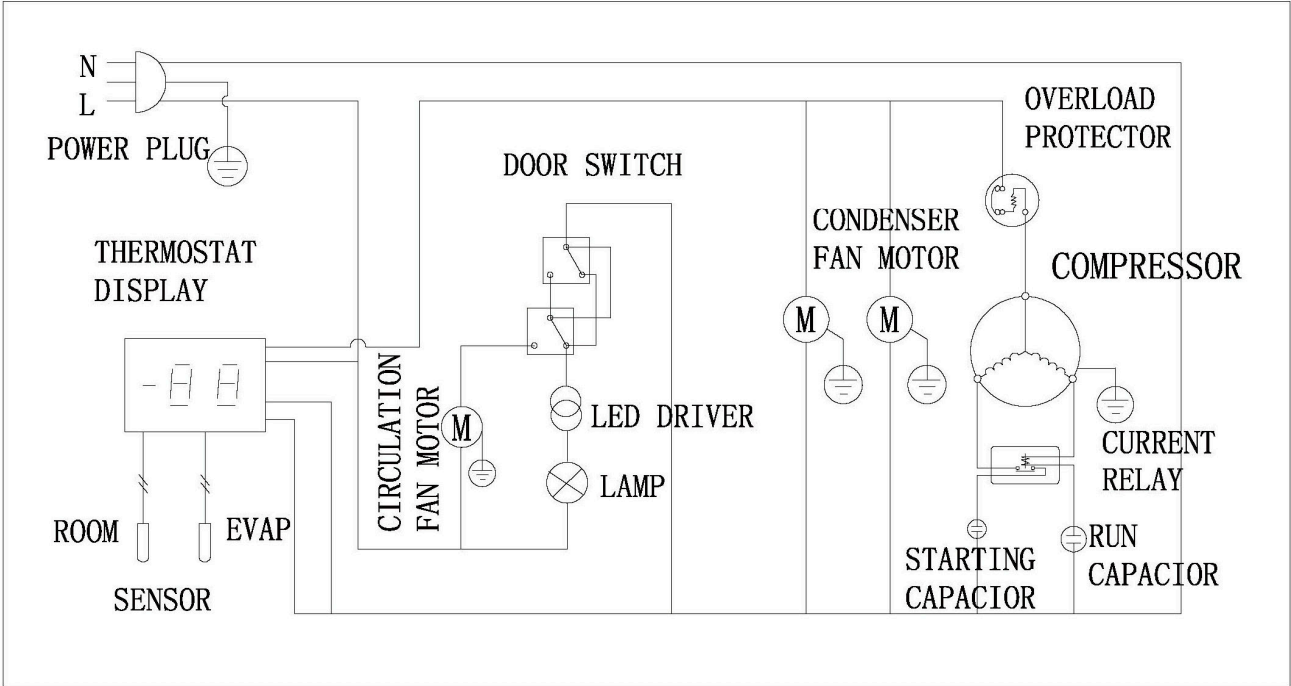 N
L
POWER PLUG
THERMOSTAT
DISPLAY
-88
ROOM
EVAP
SENSOR
CIRCULATION
FAN MOTOR
M
DOOR SWITCH
LED DRIVER
LAMP
CONDENSER
FAN MOTOR
M
M
OVERLOAD
PROTECTOR
COMPRESSOR
CURRENT
RELAY
STARTING
CAPACIOR
RUN
CAPACIOR